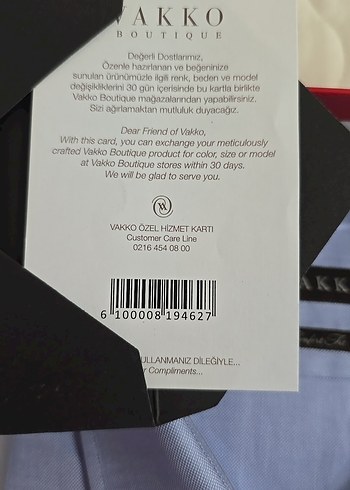 VAKKO
BOUTIQUE
Değerli Dostlarımız,
Özenle hazırlanan ve beğeninize
sunulan ürünümüzle ilgili renk, beden ve model
değişikliklerini 30 gün içerisinde bu kartla birlikte
Vakko Boutique mağazalarından yapabilirsiniz.
Sizi ağırlamaktan mutluluk duyacağız.
Dear Friend of Vakko,
With this card, you can exchange your meticulously
crafted Vakko Boutique product for color, size or model
at Vakko Boutique stores within 30 days.
We will be glad to serve you.
VAKKO ÖZEL HİZMET KARTI
Customer Care Line
0216 454 08 00
6 100008 194627
ULLANMANIZ DİLEĞİYLE...
r Compliments...
AKK